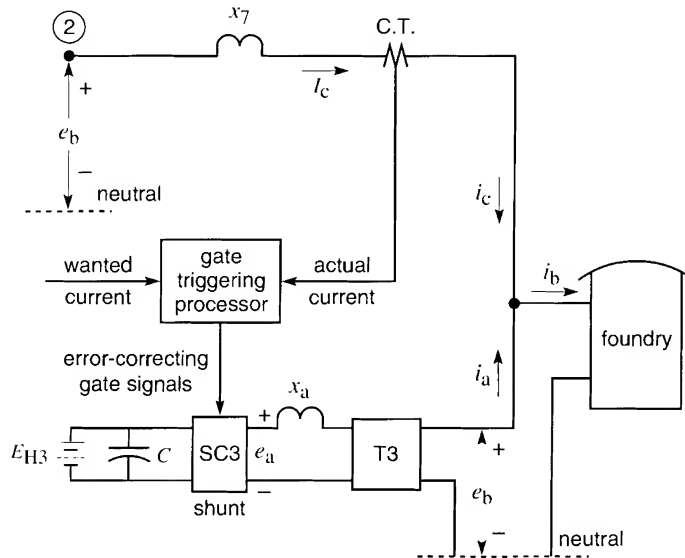 2
x7
C.T.
+
Ic
eb
−
neutral
ic
wanted
current
gate
triggering
processor
actual
current
ib
foundry
error-correcting
gate signals
ia
xa
+
EH3
C
SC3
ea
T3
+
−
shunt
eb
−
neutral